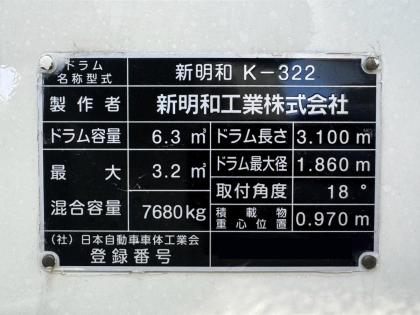 ドラム
名称型式 新明和 K-322
製作者 新明和工業株式会社
ドラム容量 6.3 m³ ドラム長さ 3.100 m
最大 3.2 m³ ドラム最大径 1.860 m
混合容量 7680kg 取付角度 18 °
積載物
重心位置 0.970 m
(社) 日本自動車車体工業会
登録番号